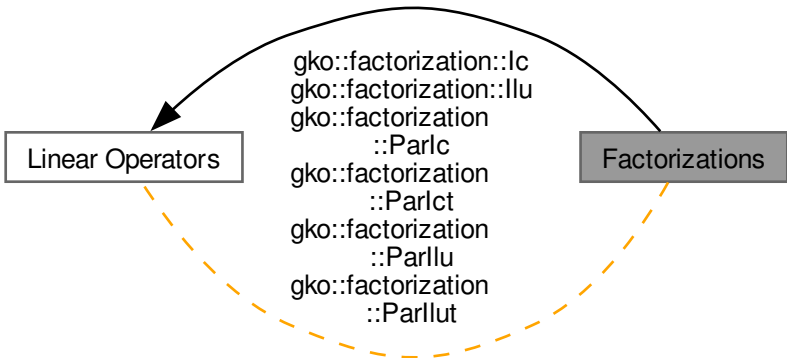 gko::factorization::Ic
gko::factorization::Ilu
gko::factorization
::ParIc
gko::factorization
::ParIct
gko::factorization
::ParIlu
gko::factorization
::ParIlut
Linear Operators
Factorizations